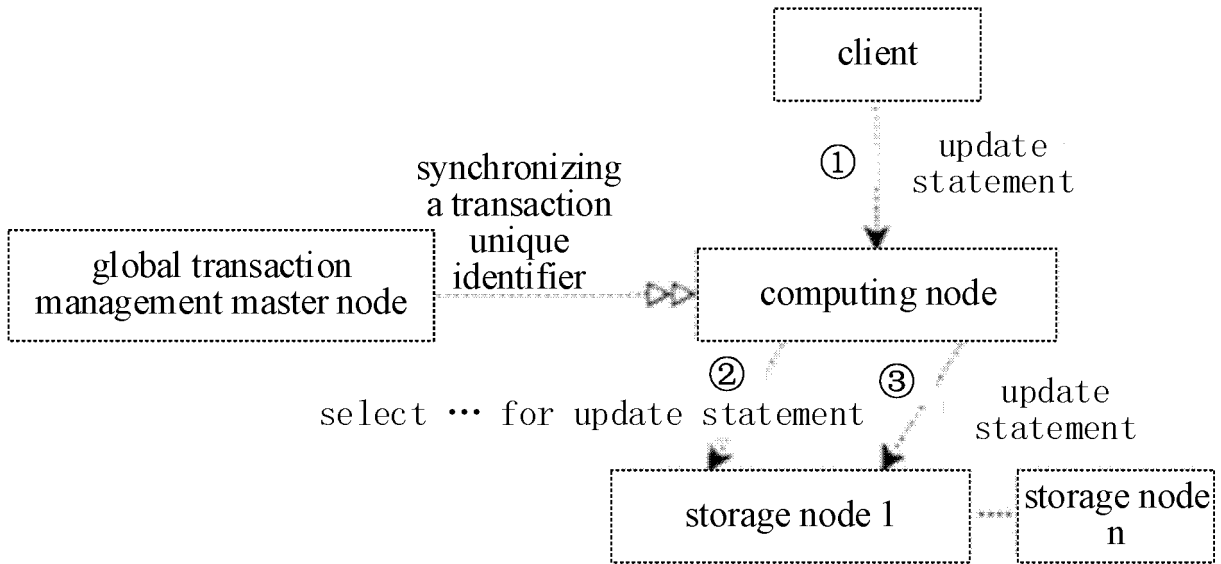 client
①
update
statement
synchronizing
a transaction
unique
identifier
global transaction
management master node
computing node
②
③
select ··· for update statement
update
statement
storage node 1
storage node
n